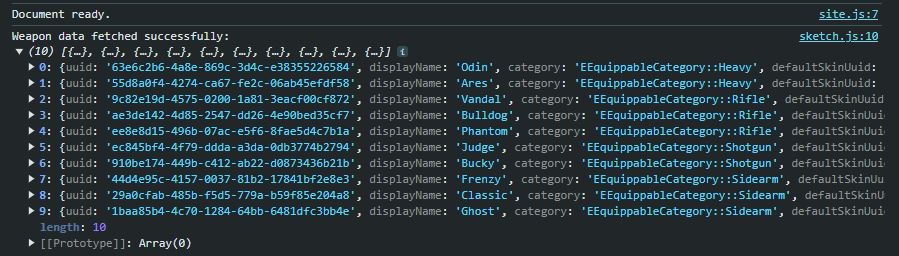 Document ready. site.js:7
Weapon data fetched successfully: sketch.js:10
(10) [{…}, {…}, {…}, {…}, {…}, {…}, {…}, {…}, {…}, {…}] i
0: {uuid: '63e6c2b6-4a8e-869c-3d4c-e38355226584', displayName: 'Odin', category: 'EEquippableCategory::Heavy', defaultSkinUuid:
1: {uuid: '55d8a0f4-4274-ca67-fe2c-06ab45efdf58', displayName: 'Ares', category: 'EEquippableCategory::Heavy', defaultSkinUuid:
2: {uuid: '9c82e19d-4575-0200-1a81-3eacf00cf872', displayName: 'Vandal', category: 'EEquippableCategory::Rifle', defaultSkinUui
3: {uuid: 'ae3de142-4d85-2547-dd26-4e90bed35cf7', displayName: 'Bulldog', category: 'EEquippableCategory::Rifle', defaultSkinUu
4: {uuid: 'ee8e8d15-496b-07ac-e5f6-8fae5d4c7b1a', displayName: 'Phantom', category: 'EEquippableCategory::Rifle', defaultSkinUu
5: {uuid: 'ec845bf4-4f79-ddda-a3da-0db3774b2794', displayName: 'Judge', category: 'EEquippableCategory::Shotgun', defaultSkinUu
6: {uuid: '910be174-449b-c412-ab22-d0873436b21b', displayName: 'Bucky', category: 'EEquippableCategory::Shotgun', defaultSkinUu
7: {uuid: '44d4e95c-4157-0037-81b2-17841bf2e8e3', displayName: 'Frenzy', category: 'EEquippableCategory::Sidearm', defaultSkinU
8: {uuid: '29a0cfab-485b-f5d5-779a-b59f85e204a8', displayName: 'Classic', category: 'EEquippableCategory::Sidearm', defaultSkin
9: {uuid: '1baa85b4-4c70-1284-64bb-6481dfc3bb4e', displayName: 'Ghost', category: 'EEquippableCategory::Sidearm', defaultSkinUu
length: 10
[[Prototype]]: Array(0)